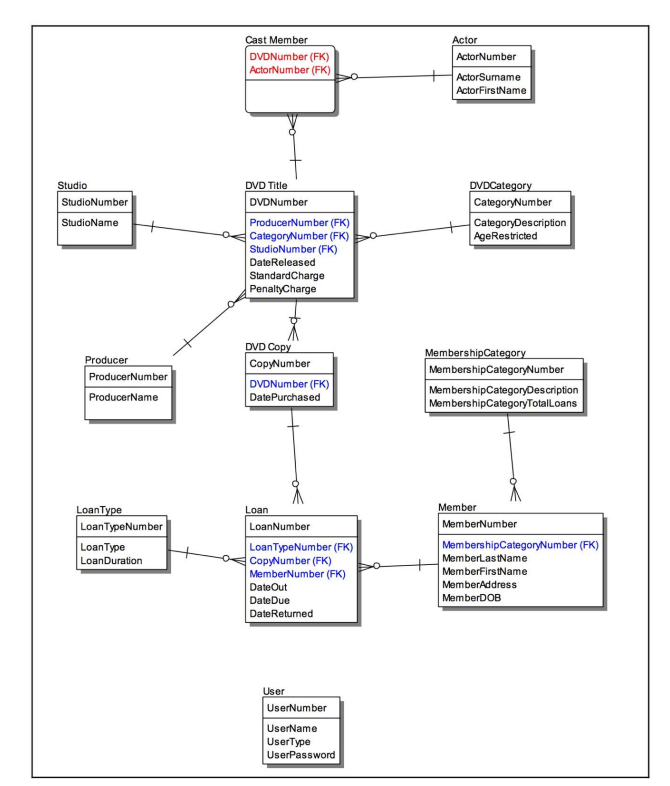 Cast Member
DVDNumber (FK)
ActorNumber (FK)
Actor
ActorNumber
ActorSurname
ActorFirstName
Studio
StudioNumber
StudioName
DVD Title
DVDNumber
ProducerNumber (FK)
CategoryNumber (FK)
StudioNumber (FK)
DateReleased
StandardCharge
PenaltyCharge
DVDCategory
CategoryNumber
CategoryDescription
AgeRestricted
Producer
ProducerNumber
ProducerName
DVD Copy
CopyNumber
DVDNumber (FK)
DatePurchased
MembershipCategory
MembershipCategoryNumber
MembershipCategoryDescription
MembershipCategoryTotalLoans
LoanType
LoanTypeNumber
LoanType
LoanDuration
Loan
LoanNumber
LoanTypeNumber (FK)
CopyNumber (FK)
MemberNumber (FK)
DateOut
DateDue
DateReturned
Member
MemberNumber
MembershipCategoryNumber (FK)
MemberLastName
MemberFirstName
MemberAddress
MemberDOB
User
UserNumber
UserName
UserType
UserPassword